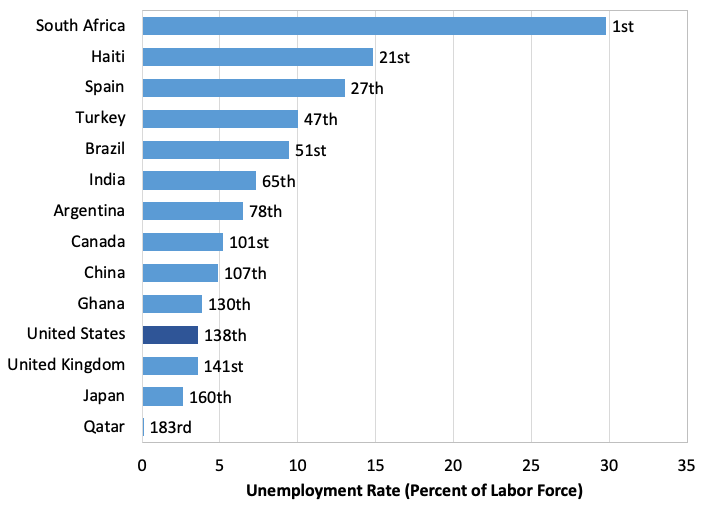 South Africa 1st
Haiti 21st
Spain 27th
Turkey 47th
Brazil 51st
India 65th
Argentina 78th
Canada 101st
China 107th
Ghana 130th
United States 138th
United Kingdom 141st
Japan 160th
Qatar 183rd
0 5 10 15 20 25 30 35
Unemployment Rate (Percent of Labor Force)